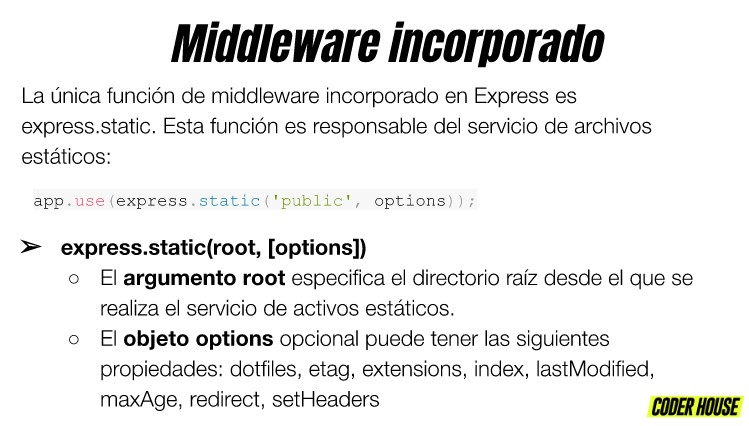 Middleware incorporado
La única función de middleware incorporado en Express es
express.static. Esta función es responsable del servicio de archivos
estáticos:
app.use(express.static('public', options));
➢ express.static(root, [options])
○ El argumento root especifica el directorio raíz desde el que se
realiza el servicio de activos estáticos.
○ El objeto options opcional puede tener las siguientes
propiedades: dotfiles, etag, extensions, index, lastModified,
maxAge, redirect, setHeaders
CODER HOUSE